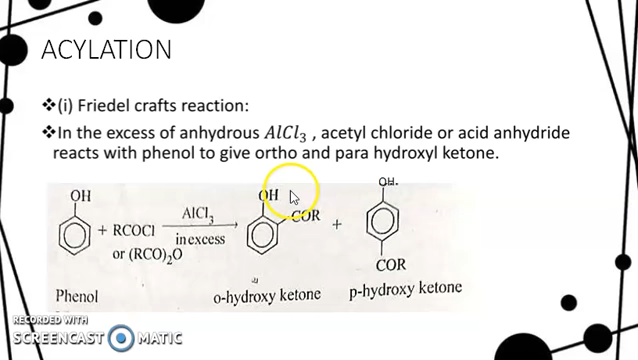 ACYLATION
❖(i) Friedel crafts reaction:
❖In the excess of anhydrous AlCl₃ , acetyl chloride or acid anhydride
reacts with phenol to give ortho and para hydroxyl ketone.
OH OH OH.
+ RCOCl AlCl₃ COR +
or (RCO)₂O in excess COR
Phenol o-hydroxy ketone p-hydroxy ketone
RECORDED WITH
SCREENCAST MATIC